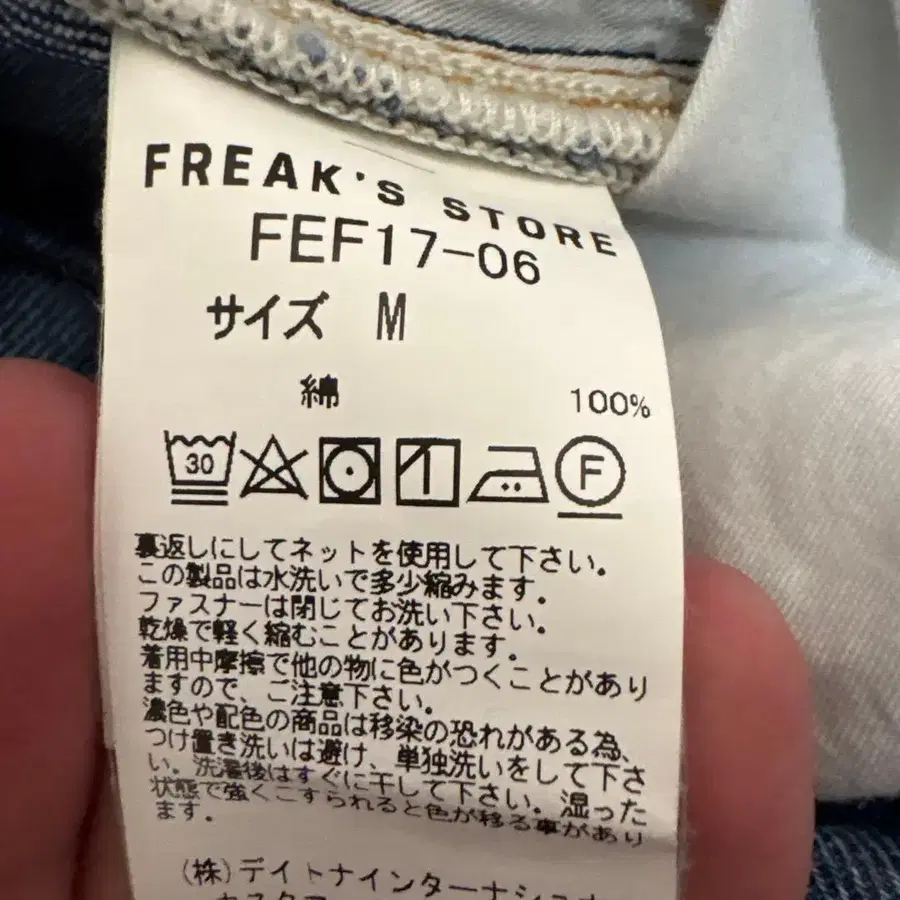 FREAK'S STORE
FEF17-06
サイズ M
綿 100%
30
F
裏返しにしてネットを使用して下さい。
この製品は水洗いで多少縮みます。
ファスナーは閉じてお洗い下さい。
乾燥で軽く縮むことがあります。
着用中摩擦で他の物に色がつくことがあり
ますので、ご注意下さい。
濃色や配色の商品は移染の恐れがある為、
つけ置き洗いは避け、単独洗いをして下さ
い。洗濯後はすぐに干して下さい。湿った
状態で強くこすられると色が移る事があり
ます。
(株)デイトナインターナショナ